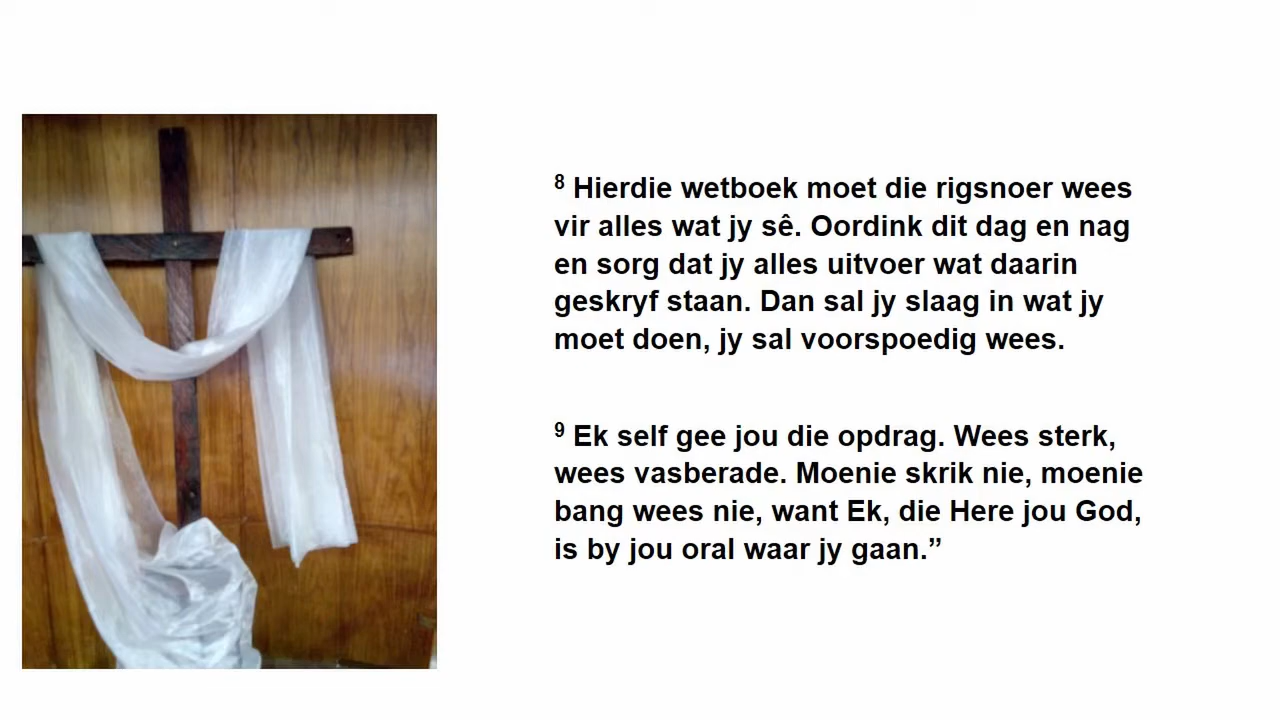 8 Hierdie wetboek moet die rigsnoer wees
vir alles wat jy sê. Oordink dit dag en nag
en sorg dat jy alles uitvoer wat daarin
geskryf staan. Dan sal jy slaag in wat jy
moet doen, jy sal voorspoedig wees.
9 Ek self gee jou die opdrag. Wees sterk,
wees vasberade. Moenie skrik nie, moenie
bang wees nie, want Ek, die Here jou God,
is by jou oral waar jy gaan.”